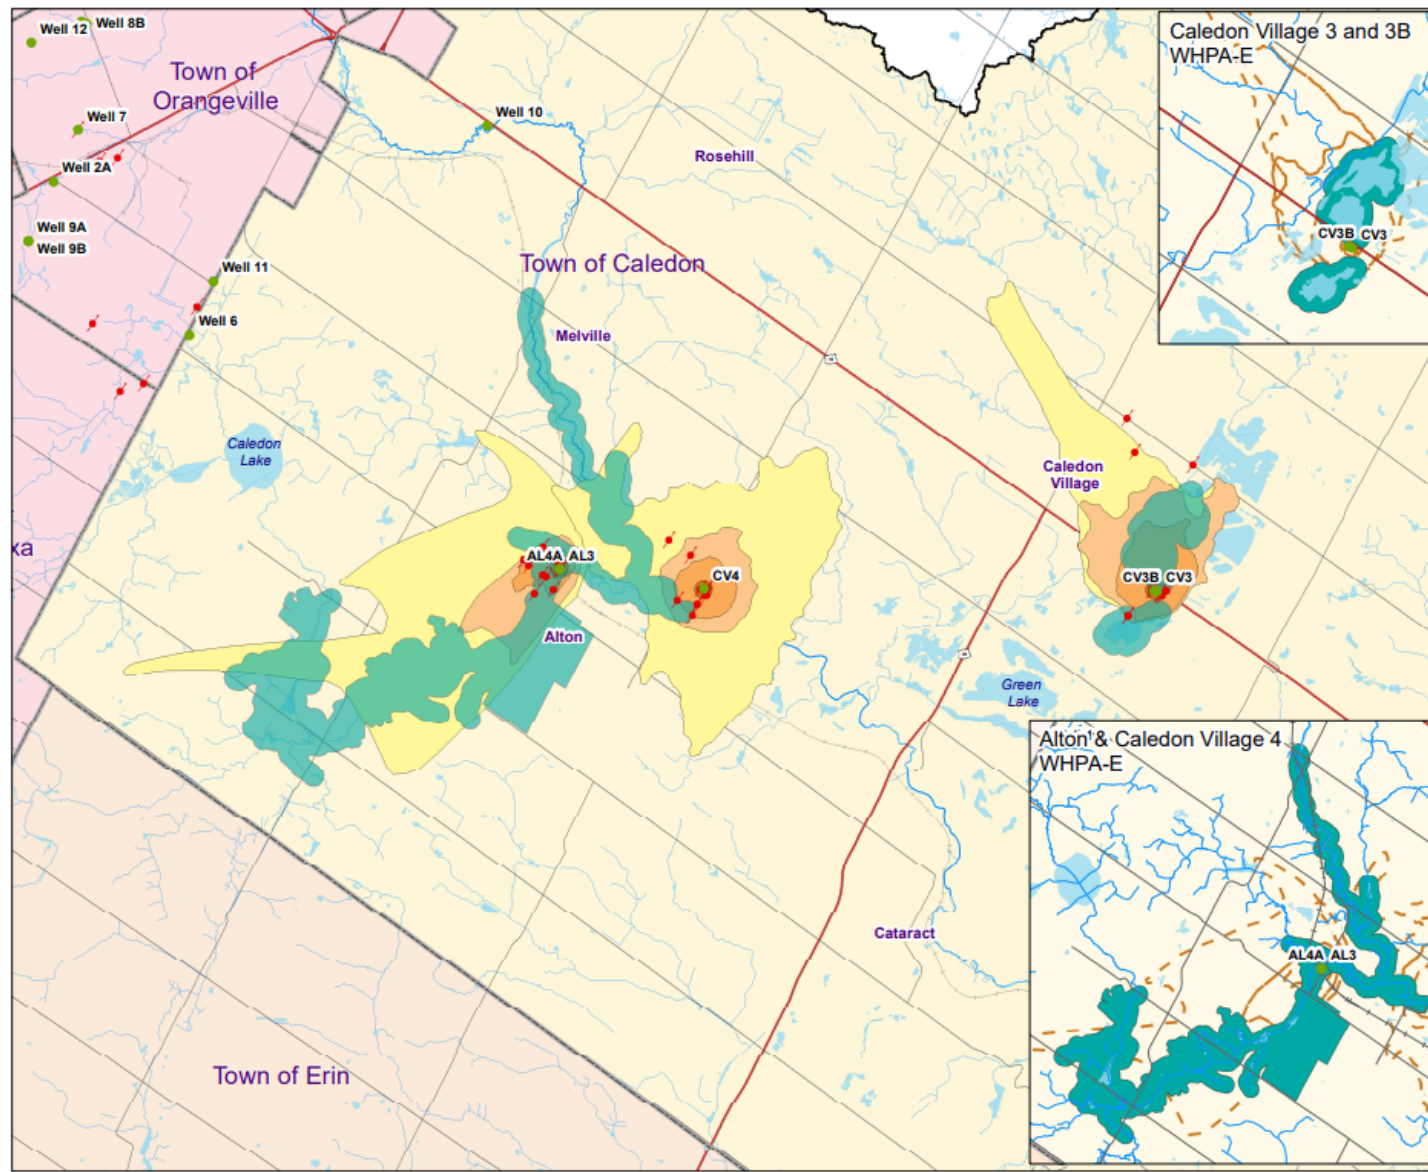 Well 12
Well 8B
Caledon Village 3 and 3B
WHPA-E
Town of
Orangeville
Well 7
Well 10
Well 2A
Rosehill
Well 9A
Well 9B
CV3B CV3
Town of Caledon
Well 11
Well 6
Melville
Caledon
Lake
Caledon
Village
xa
AL4A AL3
CV4
CV3B CV3
Alton
Green
Lake
Alton & Caledon Village 4
WHPA-E
Cataract
AL4A AL3
Town of Erin